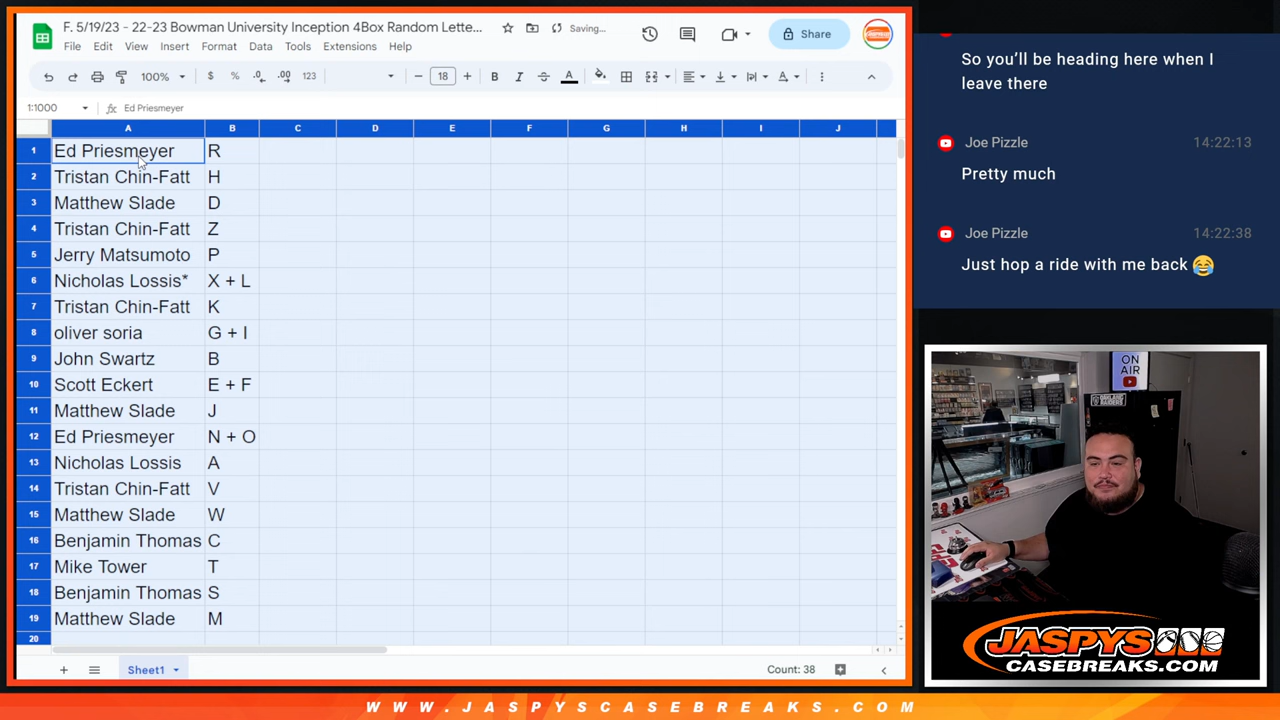 F. 5/19/23 - 22-23 Bowman University Inception 4Box Random Lette...
Saving...
Share
File Edit View Insert Format Data Tools Extensions Help
100% $ % .0 .00 123 18 B I A
1:1000 fx Ed Priesmeyer
A B C D E F G H I J
1 Ed Priesmeyer R
2 Tristan Chin-Fatt H
3 Matthew Slade D
4 Tristan Chin-Fatt Z
5 Jerry Matsumoto P
6 Nicholas Lossis* X + L
7 Tristan Chin-Fatt K
8 oliver soria G + I
9 John Swartz B
10 Scott Eckert E + F
11 Matthew Slade J
12 Ed Priesmeyer N + O
13 Nicholas Lossis A
14 Tristan Chin-Fatt V
15 Matthew Slade W
16 Benjamin Thomas C
17 Mike Tower T
18 Benjamin Thomas S
19 Matthew Slade M
20
Sheet1
Count: 38
So you’ll be heading here when I
leave there
Joe Pizzle 14:22:13
Pretty much
Joe Pizzle 14:22:38
Just hop a ride with me back 😂
ON
AIR
JASPYS
CASEBREAKS.COM
WWW.JASPYSCASEBREAKS.COM